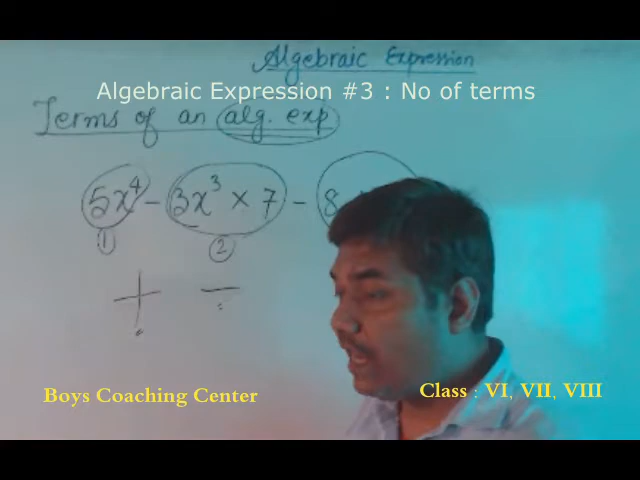 Algebraic Expression
Algebraic Expression #3 : No of terms
Terms of an alg. exp
5x⁴ - 3x³ × 7 - 8
① ②
+ -
Boys Coaching Center
Class : VI, VII, VIII